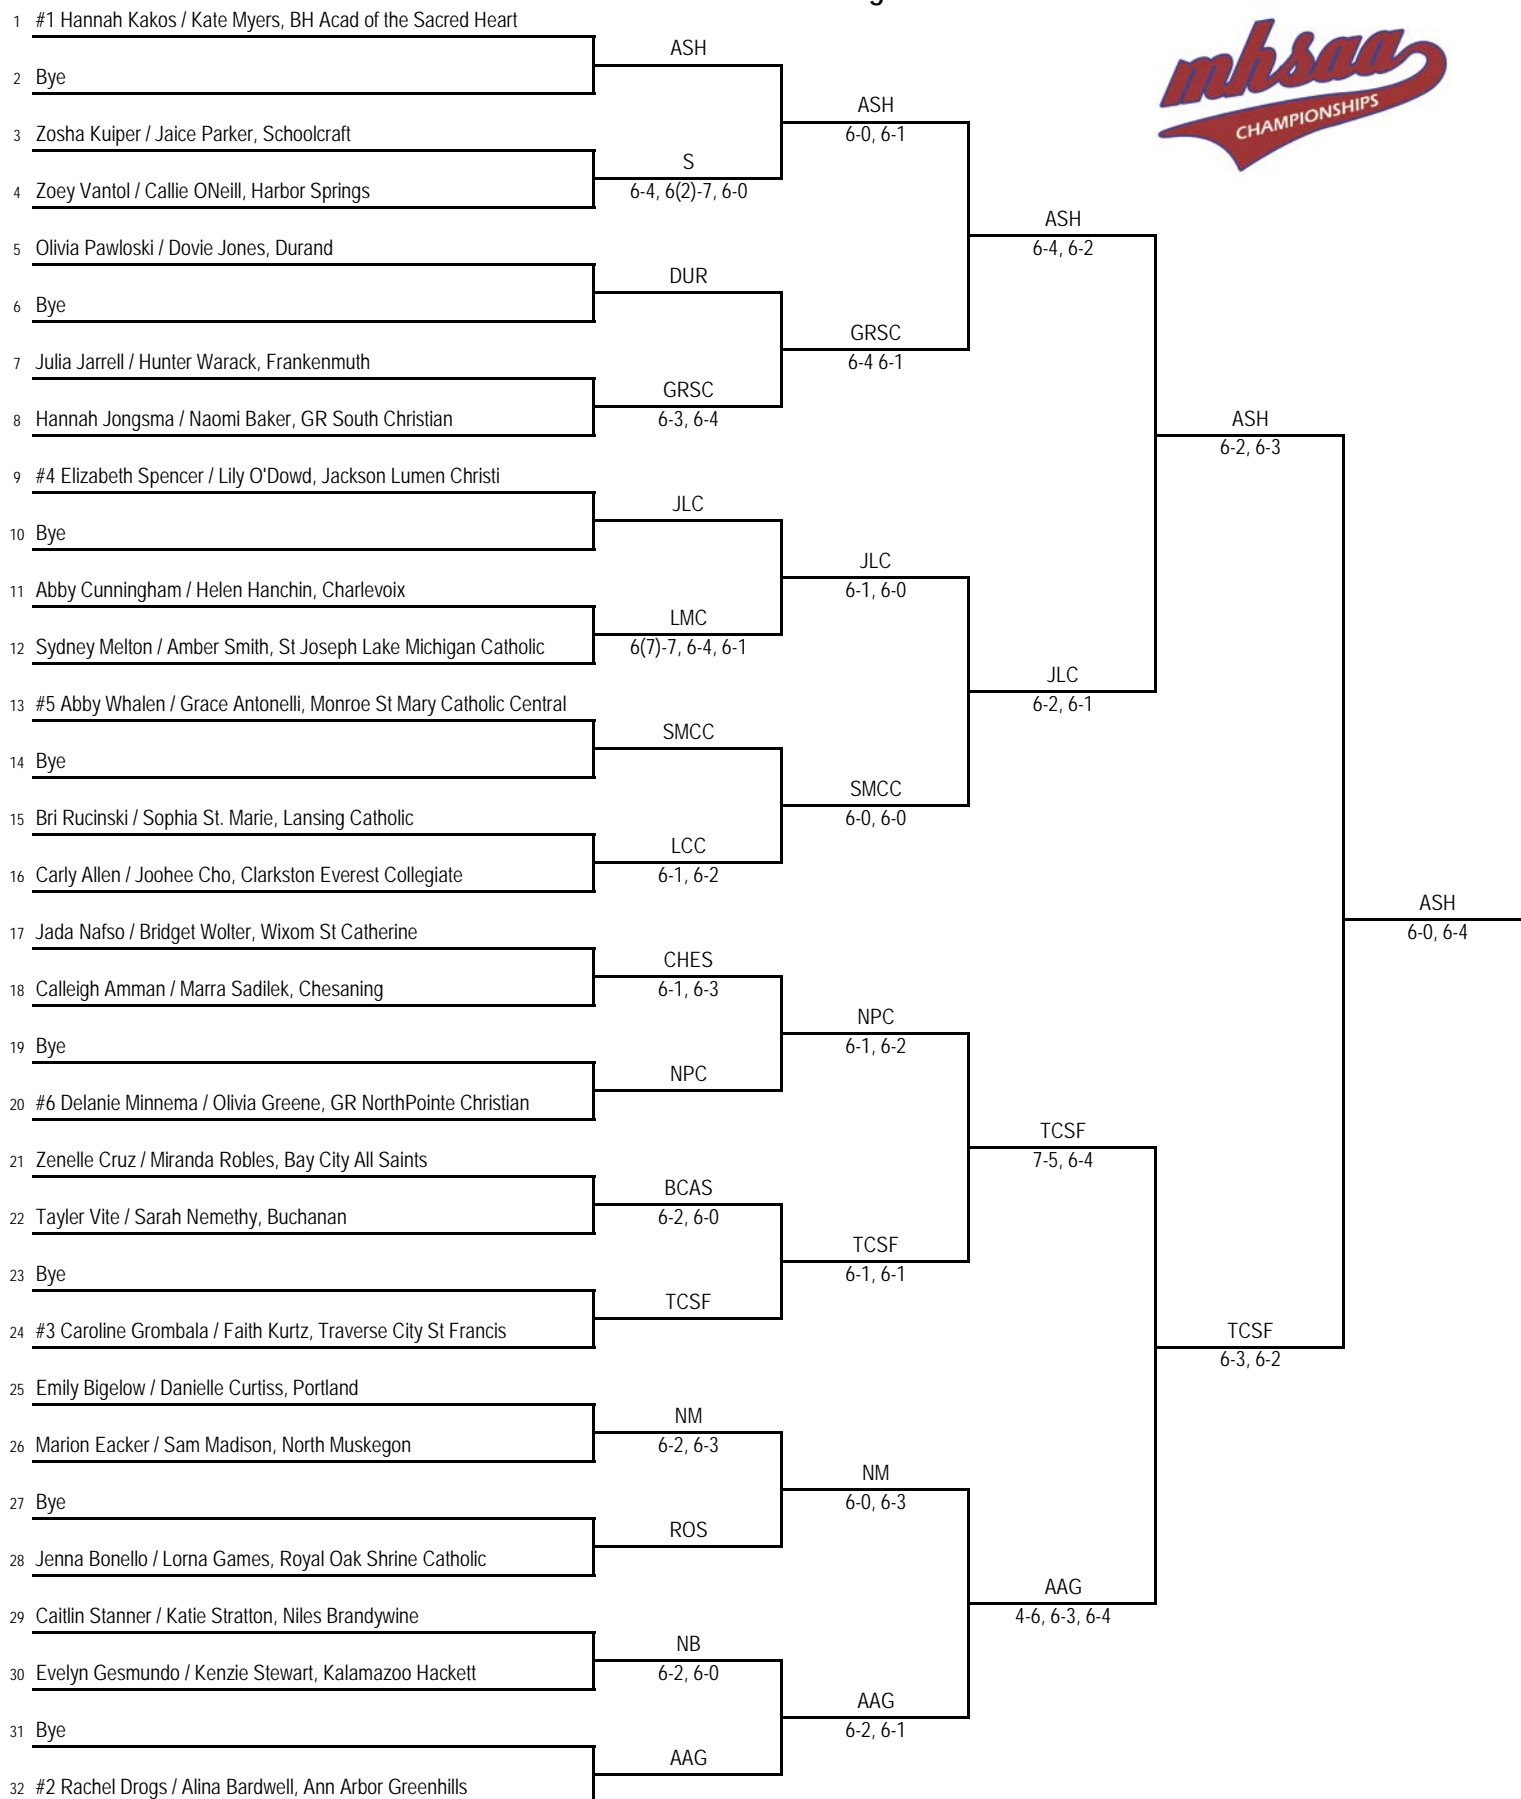 1 #1 Hannah Kakos / Kate Myers, BH Acad of the Sacred Heart
ASH
2 Bye
ASH
6-0, 6-1
3 Zosha Kuiper / Jaice Parker, Schoolcraft
S
6-4, 6(2)-7, 6-0
4 Zoey Vantol / Callie ONeill, Harbor Springs
ASH
6-4, 6-2
5 Olivia Pawloski / Dovie Jones, Durand
DUR
6 Bye
GRSC
6-4 6-1
7 Julia Jarrell / Hunter Warack, Frankenmuth
GRSC
6-3, 6-4
8 Hannah Jongsma / Naomi Baker, GR South Christian
ASH
6-2, 6-3
9 #4 Elizabeth Spencer / Lily O'Dowd, Jackson Lumen Christi
JLC
10 Bye
JLC
6-1, 6-0
11 Abby Cunningham / Helen Hanchin, Charlevoix
LMC
6(7)-7, 6-4, 6-1
12 Sydney Melton / Amber Smith, St Joseph Lake Michigan Catholic
JLC
6-2, 6-1
13 #5 Abby Whalen / Grace Antonelli, Monroe St Mary Catholic Central
SMCC
14 Bye
SMCC
6-0, 6-0
15 Bri Rucinski / Sophia St. Marie, Lansing Catholic
LCC
6-1, 6-2
16 Carly Allen / Joohee Cho, Clarkston Everest Collegiate
ASH
6-0, 6-4
17 Jada Nafso / Bridget Wolter, Wixom St Catherine
CHES
6-1, 6-3
18 Calleigh Amman / Marra Sadilek, Chesaning
NPC
6-1, 6-2
19 Bye
NPC
20 #6 Delanie Minnema / Olivia Greene, GR NorthPointe Christian
TCSF
7-5, 6-4
21 Zenelle Cruz / Miranda Robles, Bay City All Saints
BCAS
6-2, 6-0
22 Tayler Vite / Sarah Nemethy, Buchanan
TCSF
6-1, 6-1
23 Bye
TCSF
24 #3 Caroline Grombala / Faith Kurtz, Traverse City St Francis
TCSF
6-3, 6-2
25 Emily Bigelow / Danielle Curtiss, Portland
NM
6-2, 6-3
26 Marion Eacker / Sam Madison, North Muskegon
NM
6-0, 6-3
27 Bye
ROS
28 Jenna Bonello / Lorna Games, Royal Oak Shrine Catholic
AAG
4-6, 6-3, 6-4
29 Caitlin Stanner / Katie Stratton, Niles Brandywine
NB
6-2, 6-0
30 Evelyn Gesmundo / Kenzie Stewart, Kalamazoo Hackett
AAG
6-2, 6-1
31 Bye
AAG
32 #2 Rachel Drogs / Alina Bardwell, Ann Arbor Greenhills
mhsaa
CHAMPIONSHIPS